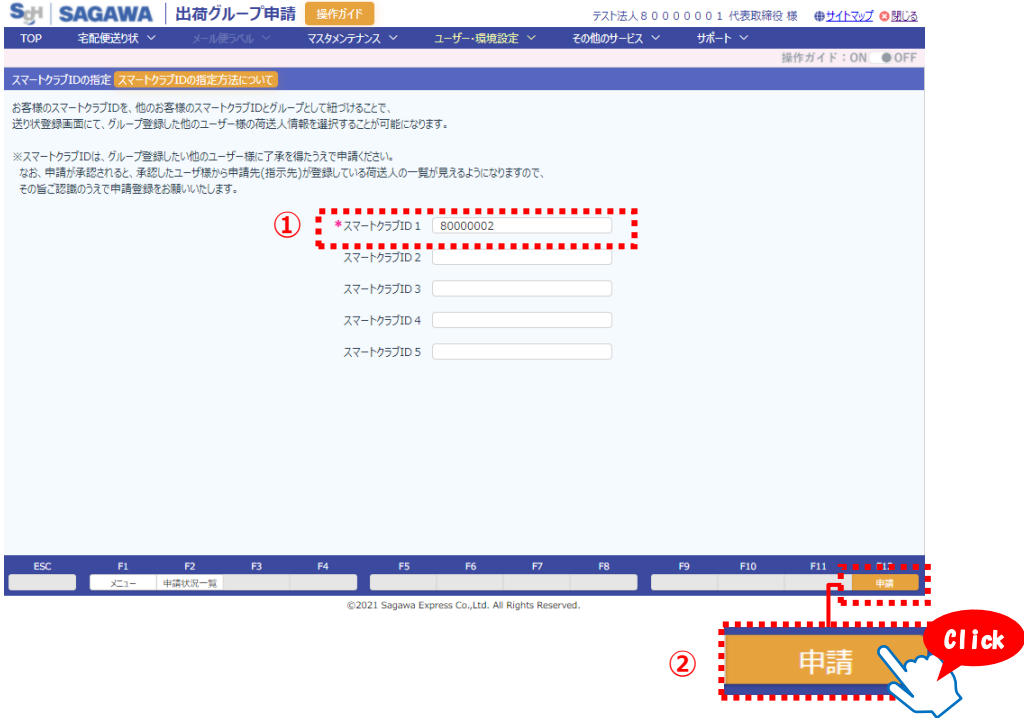 SGH SAGAWA 出荷グループ申請 操作ガイド テスト法人８０００００００１ 代表取締役 様 サイトマップ 閉じる
TOP 宅配便送り状 メール便ラベル マスタメンテナンス ユーザー・環境設定 その他のサービス サポート
操作ガイド：ON OFF
スマートクラブIDの指定 スマートクラブIDの指定方法について
お客様のスマートクラブIDを、他のお客様のスマートクラブIDとグループとして紐づけることで、
送り状登録画面にて、グループ登録した他のユーザー様の荷送人情報を選択することが可能になります。
※スマートクラブIDは、グループ登録したい他のユーザー様に了承を得たうえで申請ください。
なお、申請が承認されると、承認したユーザ様から申請先(指示先)が登録している荷送人の一覧が見えるようになりますので、
その旨ご認識のうえで申請登録をお願いいたします。
① *スマートクラブID 1 80000002
スマートクラブID 2
スマートクラブID 3
スマートクラブID 4
スマートクラブID 5
ESC F1 F2 F3 F4 F5 F6 F7 F8 F9 F10 F11 F12
メニュー 申請状況一覧 申請
©2021 Sagawa Express Co.,Ltd. All Rights Reserved.
② 申請 Click